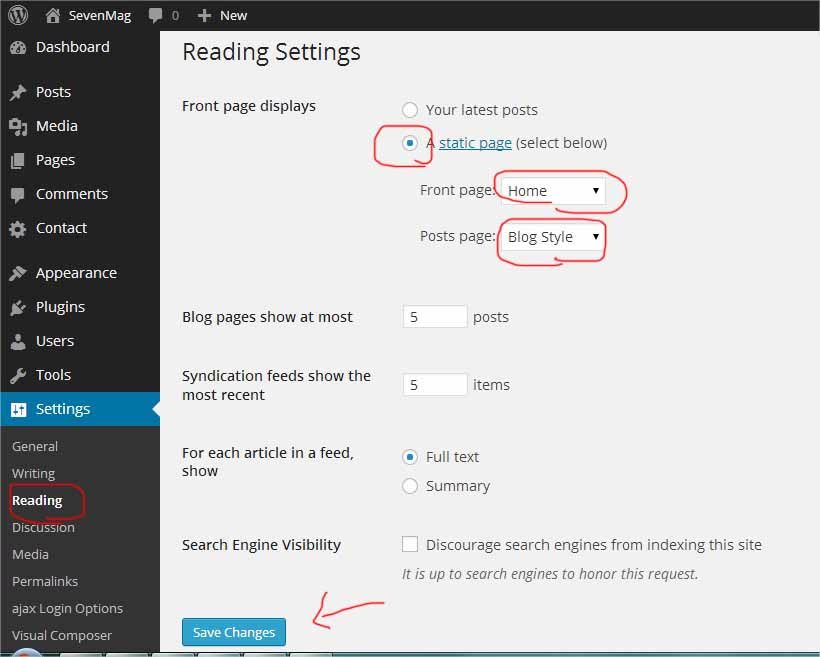 SevenMag 0 New
Dashboard
Posts
Media
Pages
Comments
Contact
Appearance
Plugins
Users
Tools
Settings
General
Writing
Reading
Discussion
Media
Permalinks
ajax Login Options
Visual Composer
Reading Settings
Front page displays
Your latest posts
A static page (select below)
Front page: Home
Posts page: Blog Style
Blog pages show at most 5 posts
Syndication feeds show the
most recent
5 items
For each article in a feed,
show
Full text
Summary
Search Engine Visibility
Discourage search engines from indexing this site
It is up to search engines to honor this request.
Save Changes